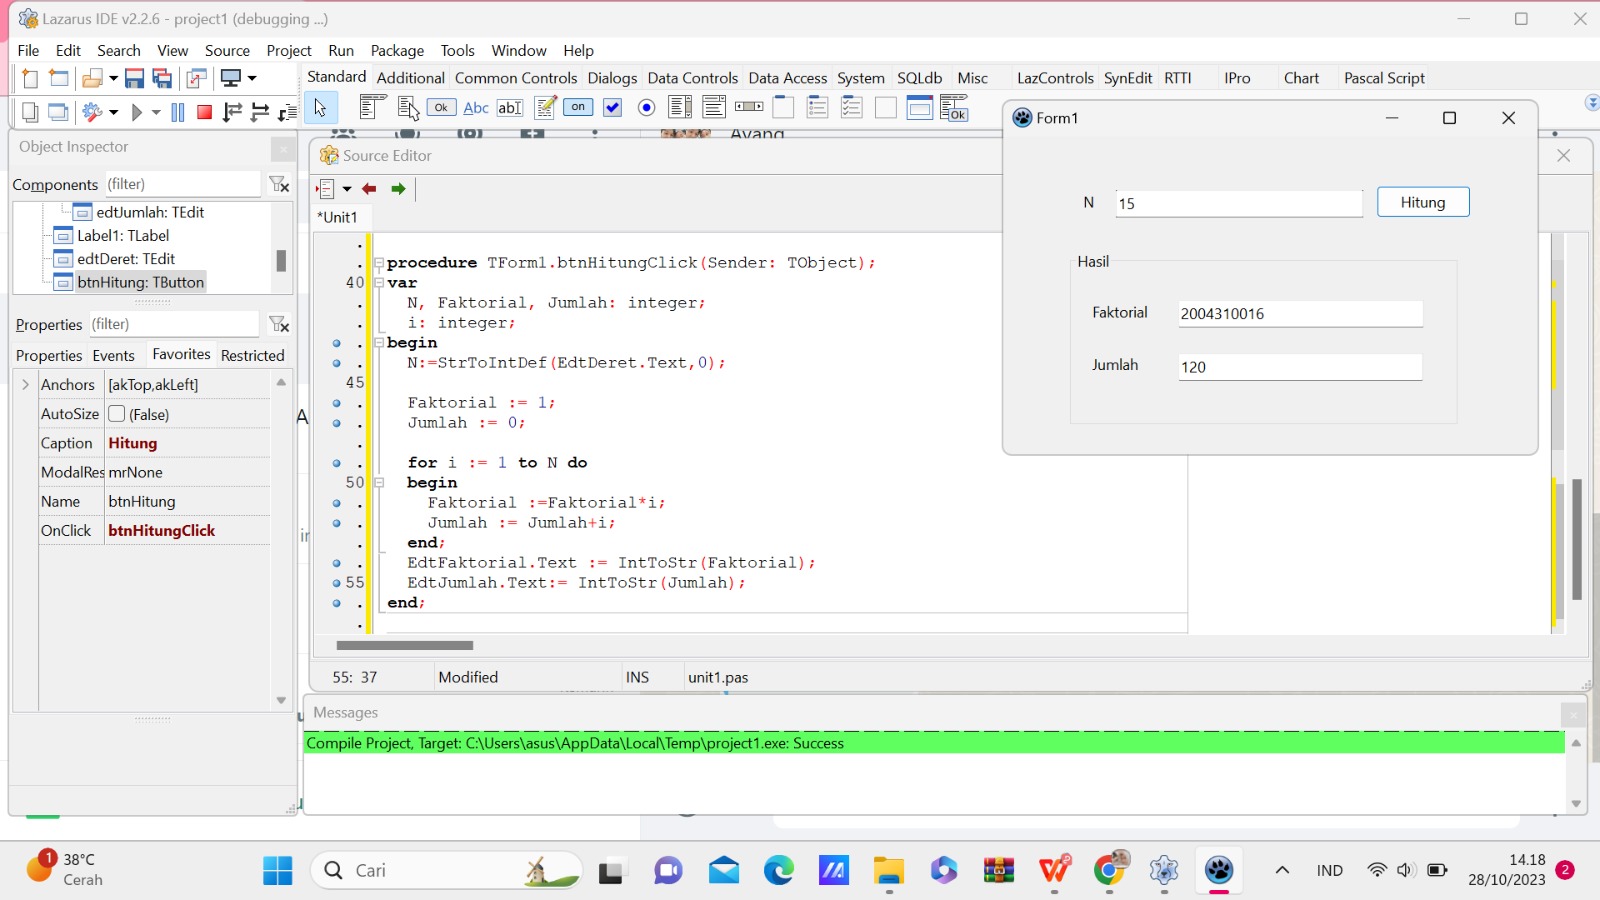 Lazarus IDE v2.2.6 - project1 (debugging ...)
File Edit Search View Source Project Run Package Tools Window Help
Standard Additional Common Controls Dialogs Data Controls Data Access System SQLdb Misc LazControls SynEdit RTTI IPro Chart Pascal Script
Ok Abc abI on Ok
Object Inspector
Components (filter)
edtJumlah: TEdit
Label1: TLabel
edtDeret: TEdit
btnHitung: TButton
Properties (filter)
Properties Events Favorites Restricted
Anchors [akTop,akLeft]
AutoSize (False)
Caption Hitung
ModalRes mrNone
Name btnHitung
OnClick btnHitungClick
Source Editor
*Unit1
procedure TForm1.btnHitungClick(Sender: TObject);
40 var
N, Faktorial, Jumlah: integer;
i: integer;
begin
N:=StrToIntDef(EdtDeret.Text,0);
45
Faktorial := 1;
Jumlah := 0;
for i := 1 to N do
50 begin
Faktorial :=Faktorial*i;
Jumlah := Jumlah+i;
end;
EdtFaktorial.Text := IntToStr(Faktorial);
55 EdtJumlah.Text:= IntToStr(Jumlah);
end;
55: 37 Modified INS unit1.pas
Form1
N 15 Hitung
Hasil
Faktorial 2004310016
Jumlah 120
Messages
Compile Project, Target: C:\Users\asus\AppData\Local\Temp\project1.exe: Success
1
38°C
Cerah
Cari
IND
14.18
28/10/2023
2